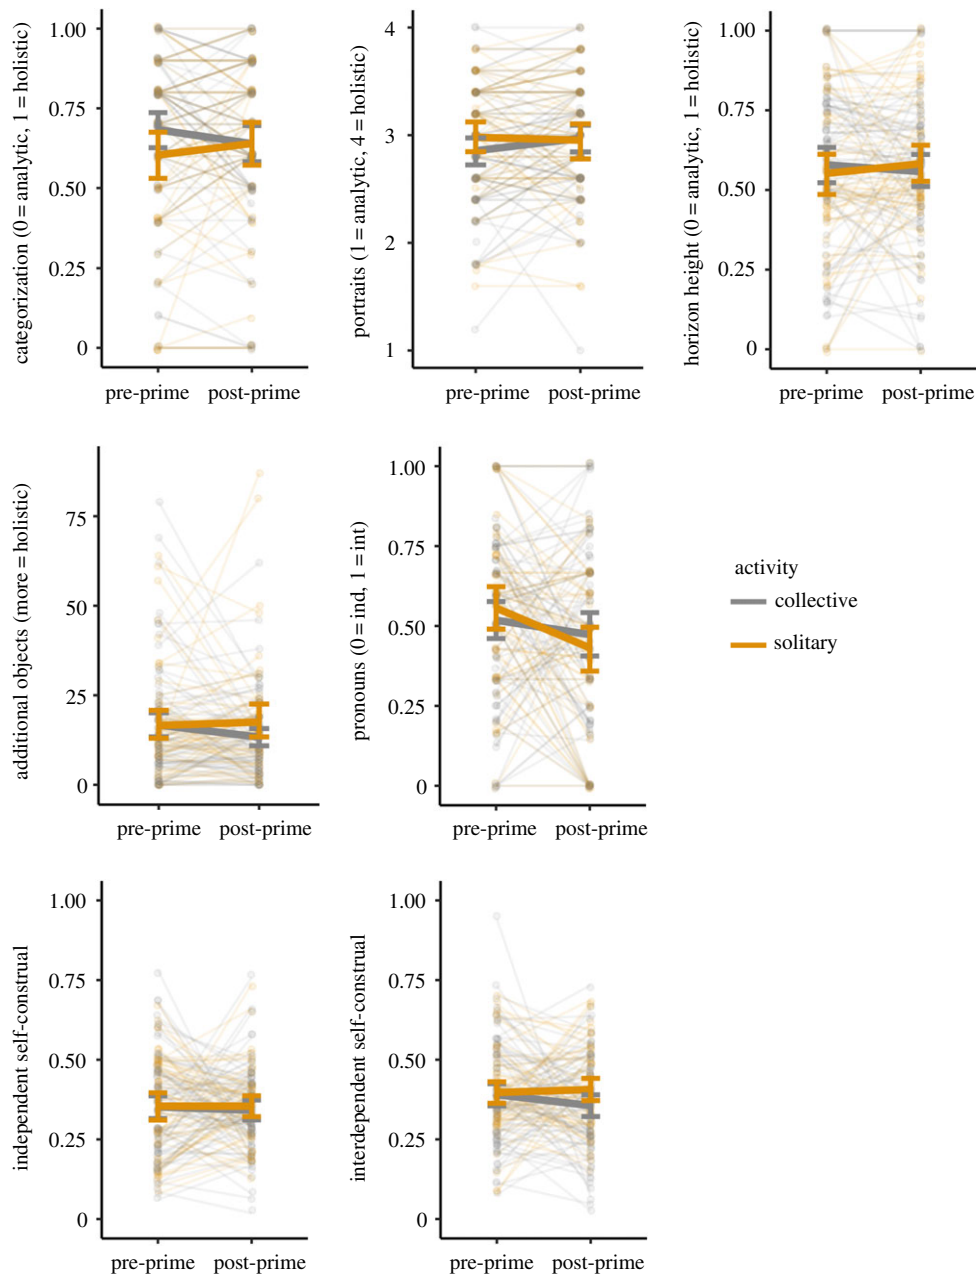 categorization (0 = analytic, 1 = holistic)
1.00
0.75
0.50
0.25
0
pre-prime post-prime
portraits (1 = analytic, 4 = holistic)
4
3
2
1
pre-prime post-prime
horizon height (0 = analytic, 1 = holistic)
1.00
0.75
0.50
0.25
0
pre-prime post-prime
additional objects (more = holistic)
75
50
25
0
pre-prime post-prime
pronouns (0 = ind, 1 = int)
1.00
0.75
0.50
0.25
0
pre-prime post-prime
activity
collective
solitary
independent self-construal
1.00
0.75
0.50
0.25
0
pre-prime post-prime
interdependent self-construal
1.00
0.75
0.50
0.25
0
pre-prime post-prime